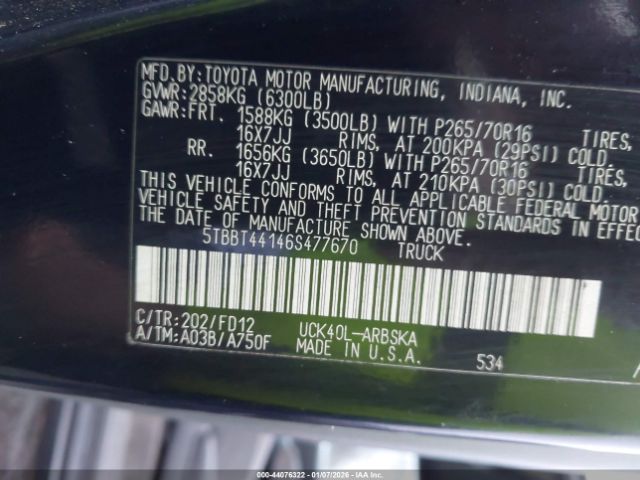 MFD.BY:TOYOTA MOTOR MANUFACTURING, INDIANA, INC.
GVWR:2858KG (6300LB)
GAWR:FRT. 1588KG (3500LB) WITH P265/70R16 TIRES,
16X7JJ RIMS, AT 200KPA (29PSI) COLD.
RR. 1656KG (3650LB) WITH P265/70R16 TIRES,
16X7JJ RIMS, AT 210KPA (30PSI) COLD.
THIS VEHICLE CONFORMS TO ALL APPLICABLE FEDERAL MOTOR
VEHICLE SAFETY AND THEFT PREVENTION STANDARDS IN
THE DATE OF MANUFACTURE SHOWN ABOVE.
5TBBT44146S477670 TRUCK
C/TR:202/FD12 UCK40L-ARBSKA
A/TM:A03B/A750F MADE IN U.S.A. 534
000-44076322 - 01/07/2026 - IAAI.COM